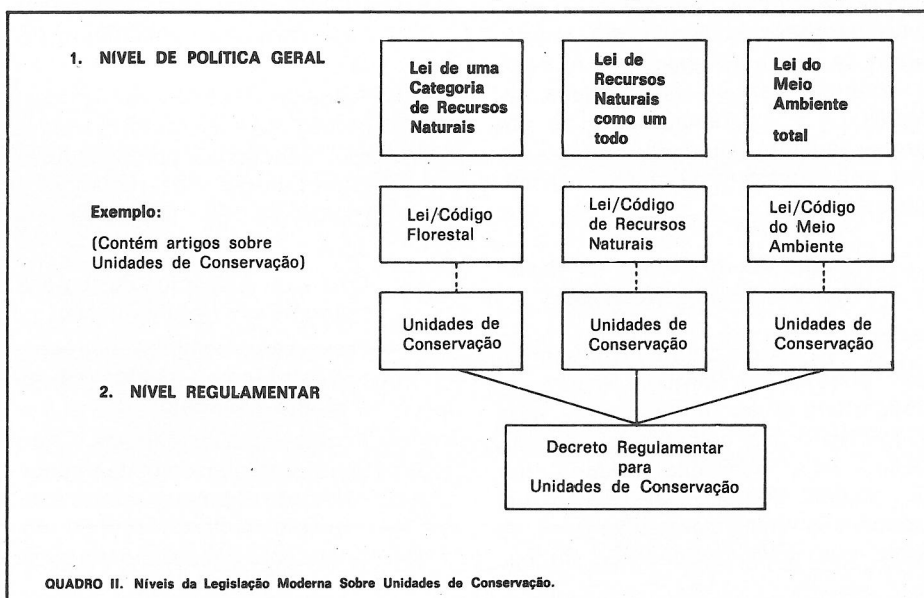 1. NÍVEL DE POLITICA GERAL
Lei de uma
Categoria
de Recursos
Naturais
Lei de
Recursos
Naturais
como um
todo
Lei do
Meio
Ambiente
total
Exemplo:
(Contém artigos sobre
Unidades de Conservação)
Lei/Código
Florestal
Lei/Código
de Recursos
Naturais
Lei/Código
do Meio
Ambiente
Unidades de
Conservação
Unidades de
Conservação
Unidades de
Conservação
2. NÍVEL REGULAMENTAR
Decreto Regulamentar
para
Unidades de Conservação
QUADRO II. Níveis da Legislação Moderna Sobre Unidades de Conservação.